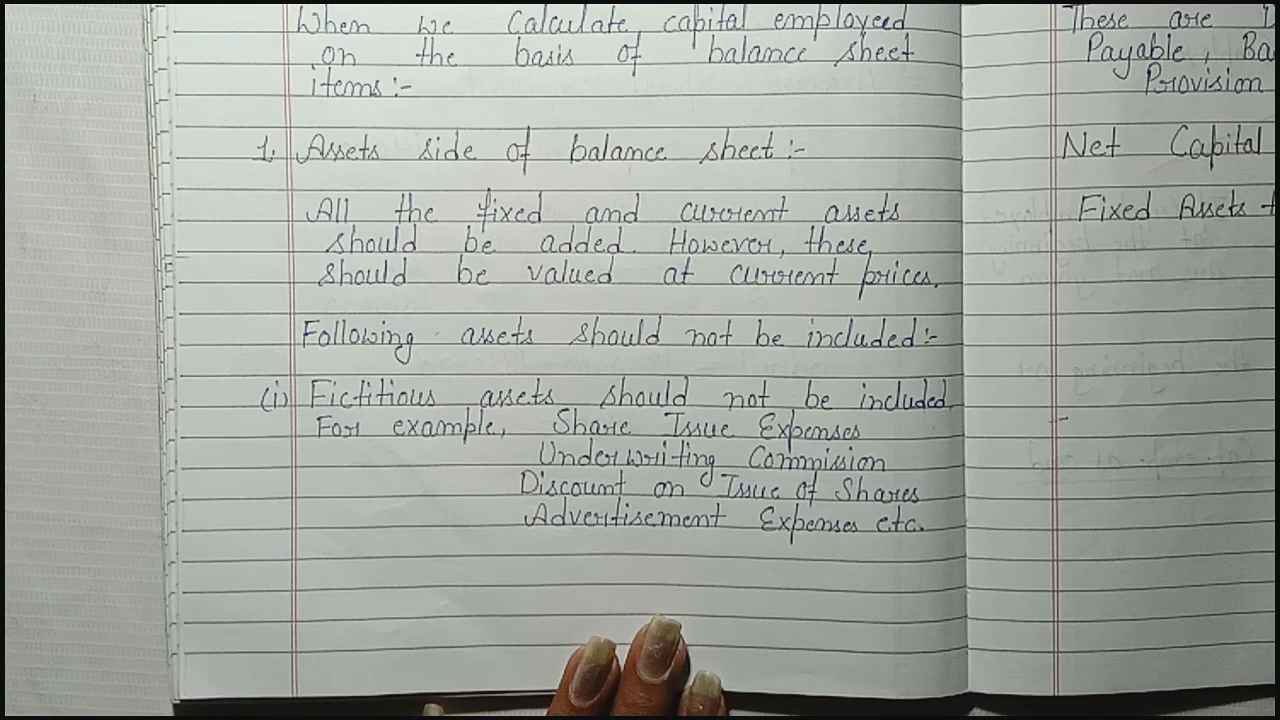 When we Calculate capital employeed
on the basis of balance sheet
items:-
1. Assets side of balance sheet:-
All the fixed and current assets
should be added. However, these
should be valued at current prices.
Following assets should not be included:-
(i) Fictitious assets should not be included.
For example, Share Issue Expenses
Underwriting Commission
Discount on Issue of Shares
Advertisement Expenses etc.
These are
Payable,
Provision
Net Capital
Fixed Assets +